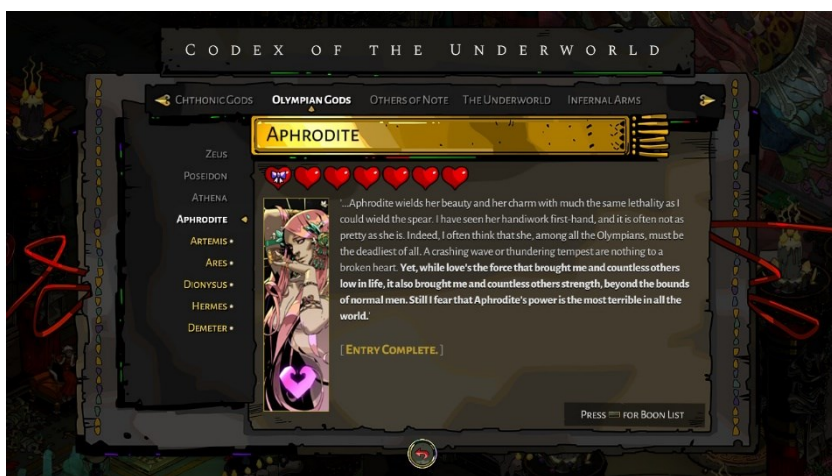 CODEX OF THE UNDERWORLD
CHTHONIC GODS OLYMPIAN GODS OTHERS OF NOTE THE UNDERWORLD INFERNAL ARMS
APHRODITE
ZEUS
POSEIDON
ATHENA
APHRODITE
ARTEMIS
ARES
DIONYSUS
HERMES
DEMETER
'...Aphrodite wields her beauty and her charm with much the same lethality as I
could wield the spear. I have seen her handiwork first-hand, and it is often not as
pretty as she is. Indeed, I often think that she, among all the Olympians, must be
the deadliest of all. A crashing wave or thundering tempest are nothing to a
broken heart. Yet, while love's the force that brought me and countless others
low in life, it also brought me and countless others strength, beyond the bounds
of normal men. Still I fear that Aphrodite's power is the most terrible in all the
world.'
[ ENTRY COMPLETE. ]
PRESS FOR BOON LIST